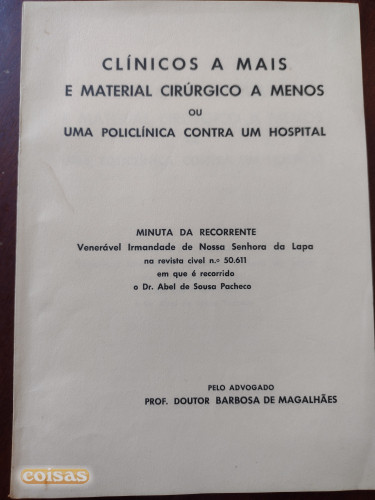 CLÍNICOS A MAIS
E MATERIAL CIRÚRGICO A MENOS
OU
UMA POLICLÍNICA CONTRA UM HOSPITAL
MINUTA DA RECORRENTE
Venerável Irmandade de Nossa Senhora da Lapa
na revista civel n.º 50.611
em que é recorrido
o Dr. Abel de Sousa Pacheco
PELO ADVOGADO
PROF. DOUTOR BARBOSA DE MAGALHÃES
coisas